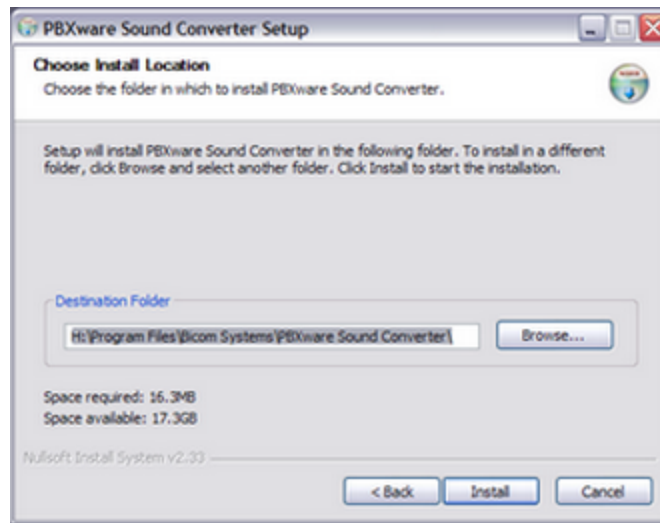 PBXware Sound Converter Setup
Choose Install Location
Choose the folder in which to install PBXware Sound Converter.
Setup will install PBXware Sound Converter in the following folder. To install in a different
folder, click Browse and select another folder. Click Install to start the installation.
Destination Folder
H:\Program Files\Bicom Systems\PBXware Sound Converter\
Browse...
Space required: 16.3MB
Space available: 17.3GB
Nullsoft Install System v2.33
< Back
Install
Cancel